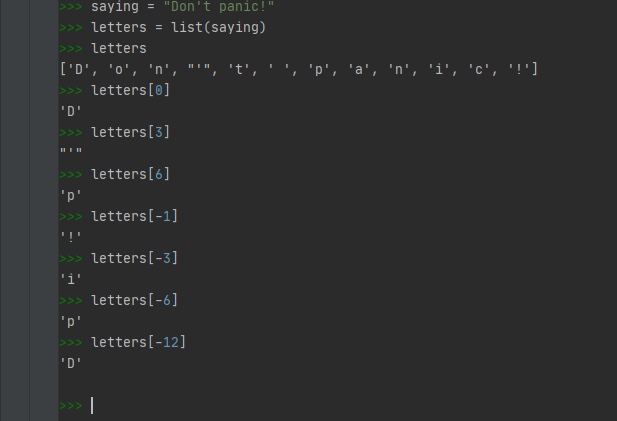 >>> saying = "Don't panic!"
>>> letters = list(saying)
>>> letters
['D', 'o', 'n', "'", 't', ' ', 'p', 'a', 'n', 'i', 'c', '!']
>>> letters[0]
'D'
>>> letters[3]
"'"
>>> letters[6]
'p'
>>> letters[-1]
'!'
>>> letters[-3]
'i'
>>> letters[-6]
'p'
>>> letters[-12]
'D'
>>>